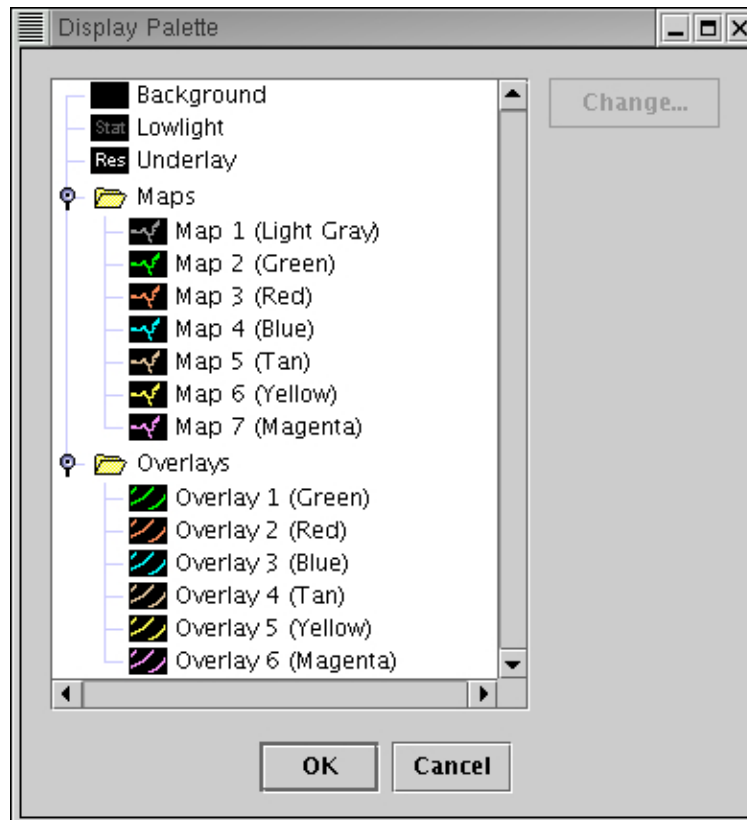 Display Palette
Background
Change...
Stat Lowlight
Res Underlay
Maps
Map 1 (Light Gray)
Map 2 (Green)
Map 3 (Red)
Map 4 (Blue)
Map 5 (Tan)
Map 6 (Yellow)
Map 7 (Magenta)
Overlays
Overlay 1 (Green)
Overlay 2 (Red)
Overlay 3 (Blue)
Overlay 4 (Tan)
Overlay 5 (Yellow)
Overlay 6 (Magenta)
OK Cancel